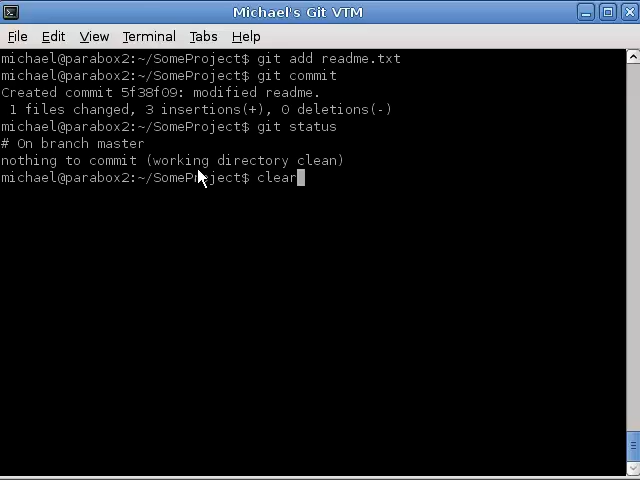 Michael's Git VTM
File Edit View Terminal Tabs Help
michael@parabox2:~/SomeProject$ git add readme.txt
michael@parabox2:~/SomeProject$ git commit
Created commit 5f38f09: modified readme.
 1 files changed, 3 insertions(+), 0 deletions(-)
michael@parabox2:~/SomeProject$ git status
# On branch master
nothing to commit (working directory clean)
michael@parabox2:~/SomeProject$ clear